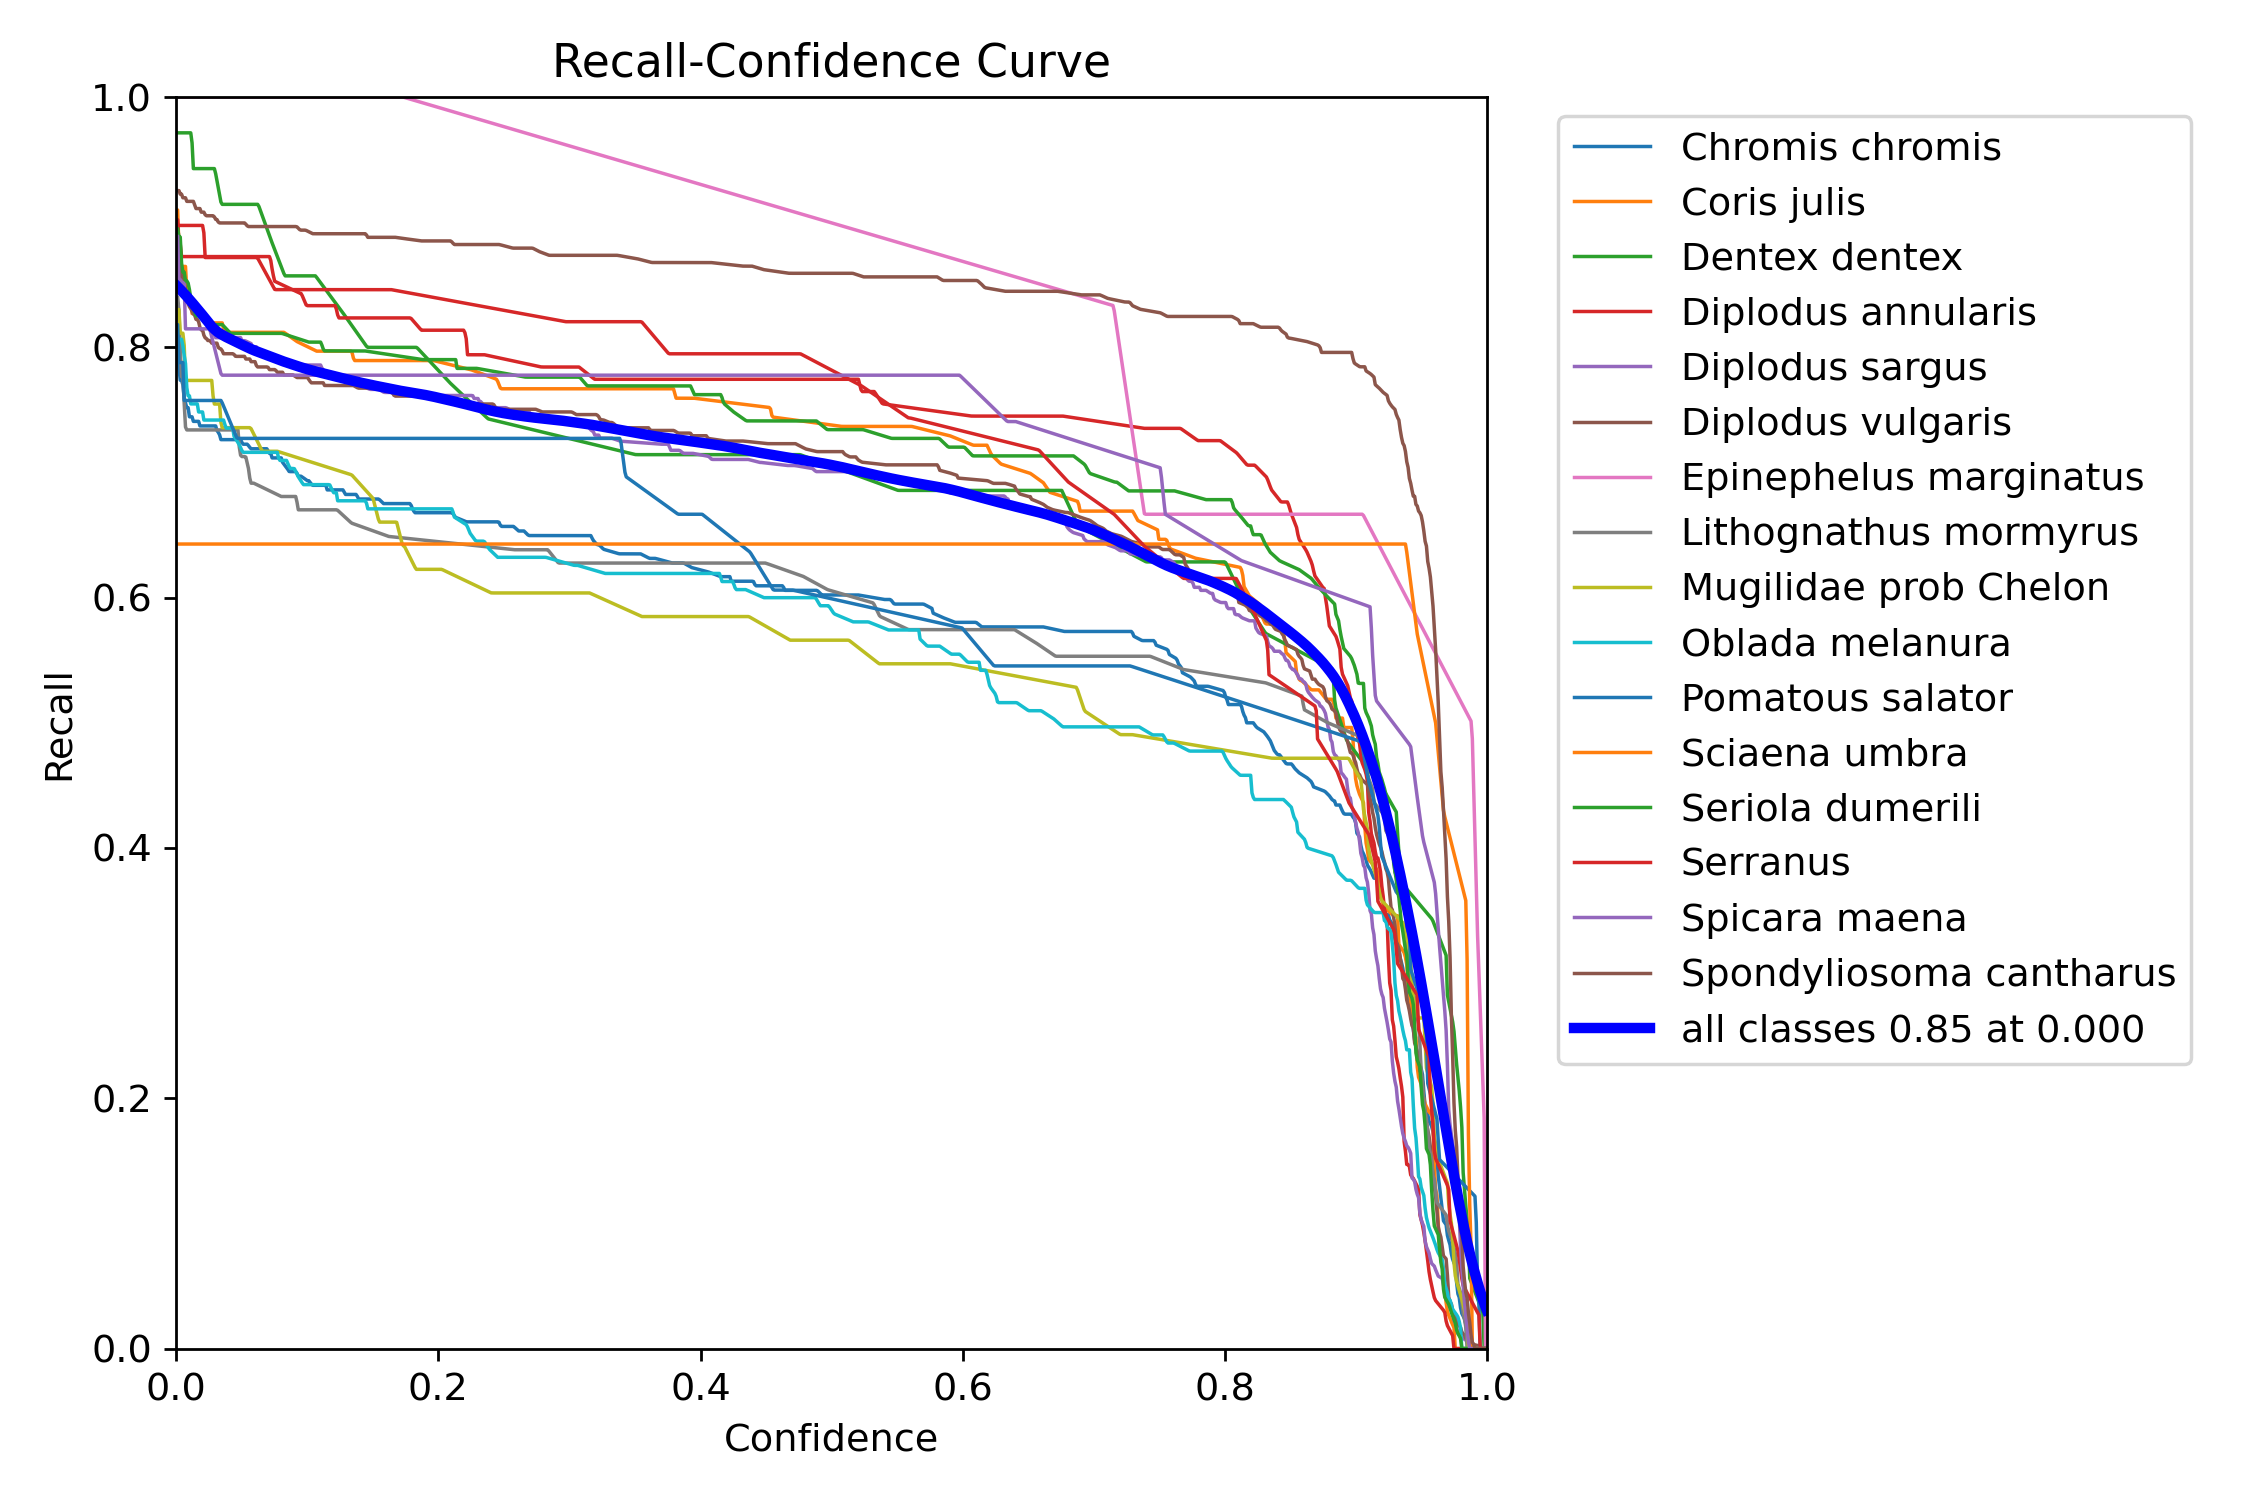 Recall-Confidence Curve
1.0
0.8
0.6
0.4
0.2
0.0
Recall
0.0 0.2 0.4 0.6 0.8 1.0
Confidence
Chromis chromis
Coris julis
Dentex dentex
Diplodus annularis
Diplodus sargus
Diplodus vulgaris
Epinephelus marginatus
Lithognathus mormyrus
Mugilidae prob Chelon
Oblada melanura
Pomatous salator
Sciaena umbra
Seriola dumerili
Serranus
Spicara maena
Spondyliosoma cantharus
all classes 0.85 at 0.000